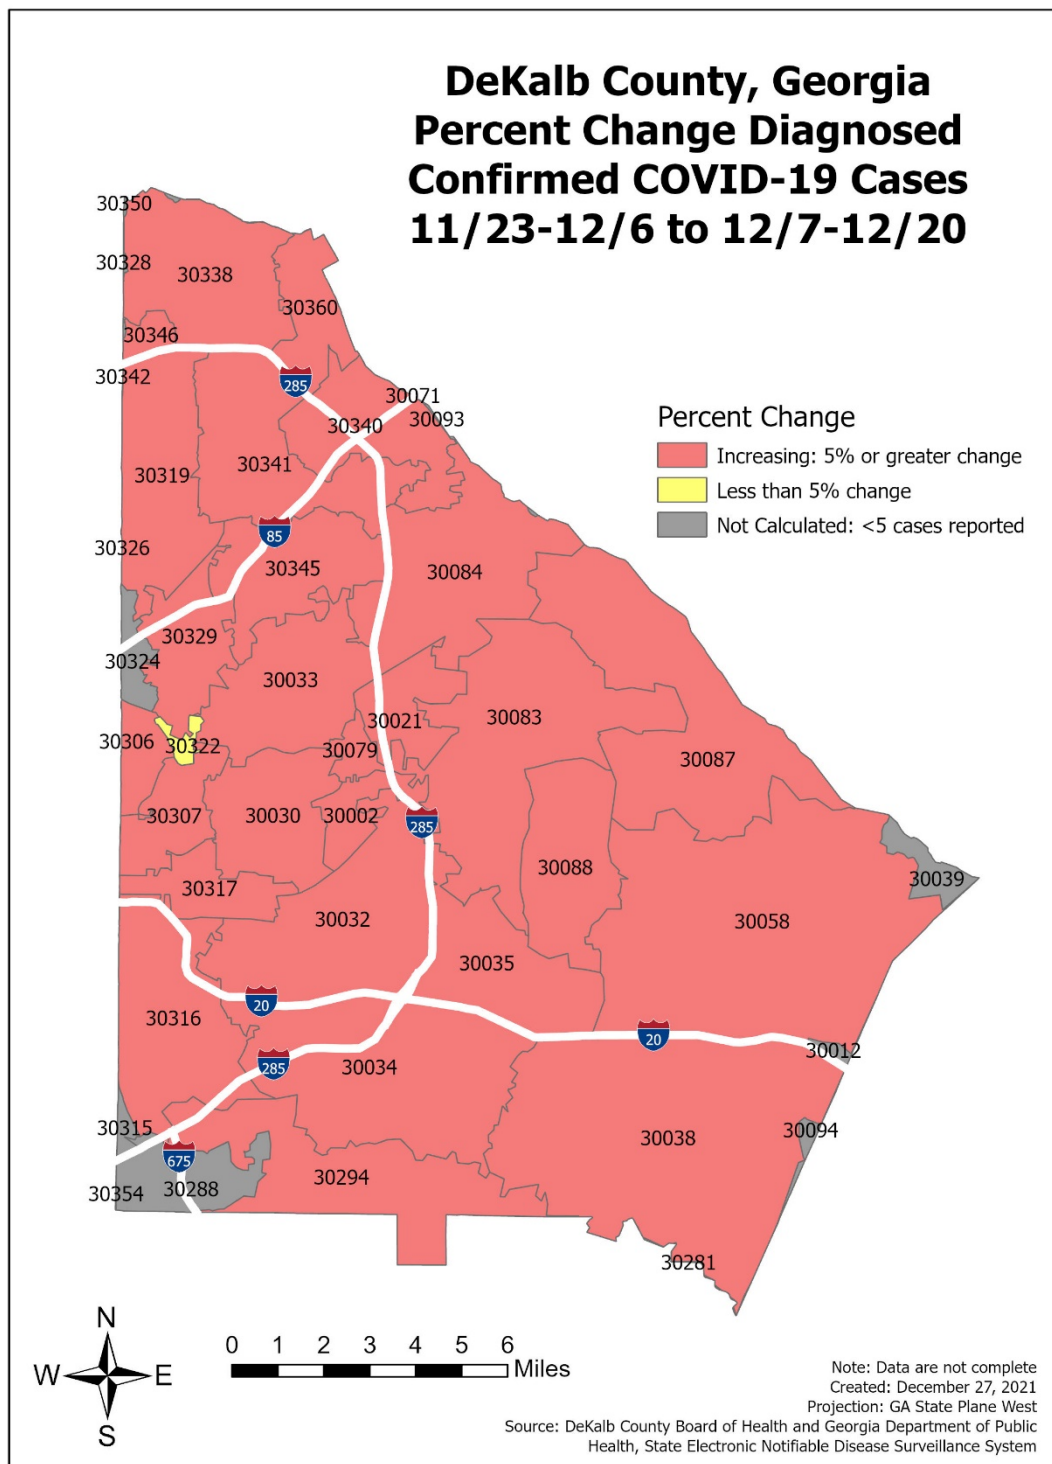 DeKalb County, Georgia
Percent Change Diagnosed
Confirmed COVID-19 Cases
11/23-12/6 to 12/7-12/20
30350
30328
30338
30360
30346
30342
285
30071
30093
30340
30341
30319
Percent Change
Increasing: 5% or greater change
Less than 5% change
Not Calculated: <5 cases reported
85
30326
30345
30084
30329
30324
30033
30021
30083
30306
30322
30079
30087
30307
30030
30002
285
30088
30039
30317
30032
30058
30035
20
30316
20
30012
285
30034
30315
30038
30094
675
30354
30288
30294
30281
N
W
E
S
0 1 2 3 4 5 6
Miles
Note: Data are not complete
Created: December 27, 2021
Projection: GA State Plane West
Source: DeKalb County Board of Health and Georgia Department of Public
Health, State Electronic Notifiable Disease Surveillance System